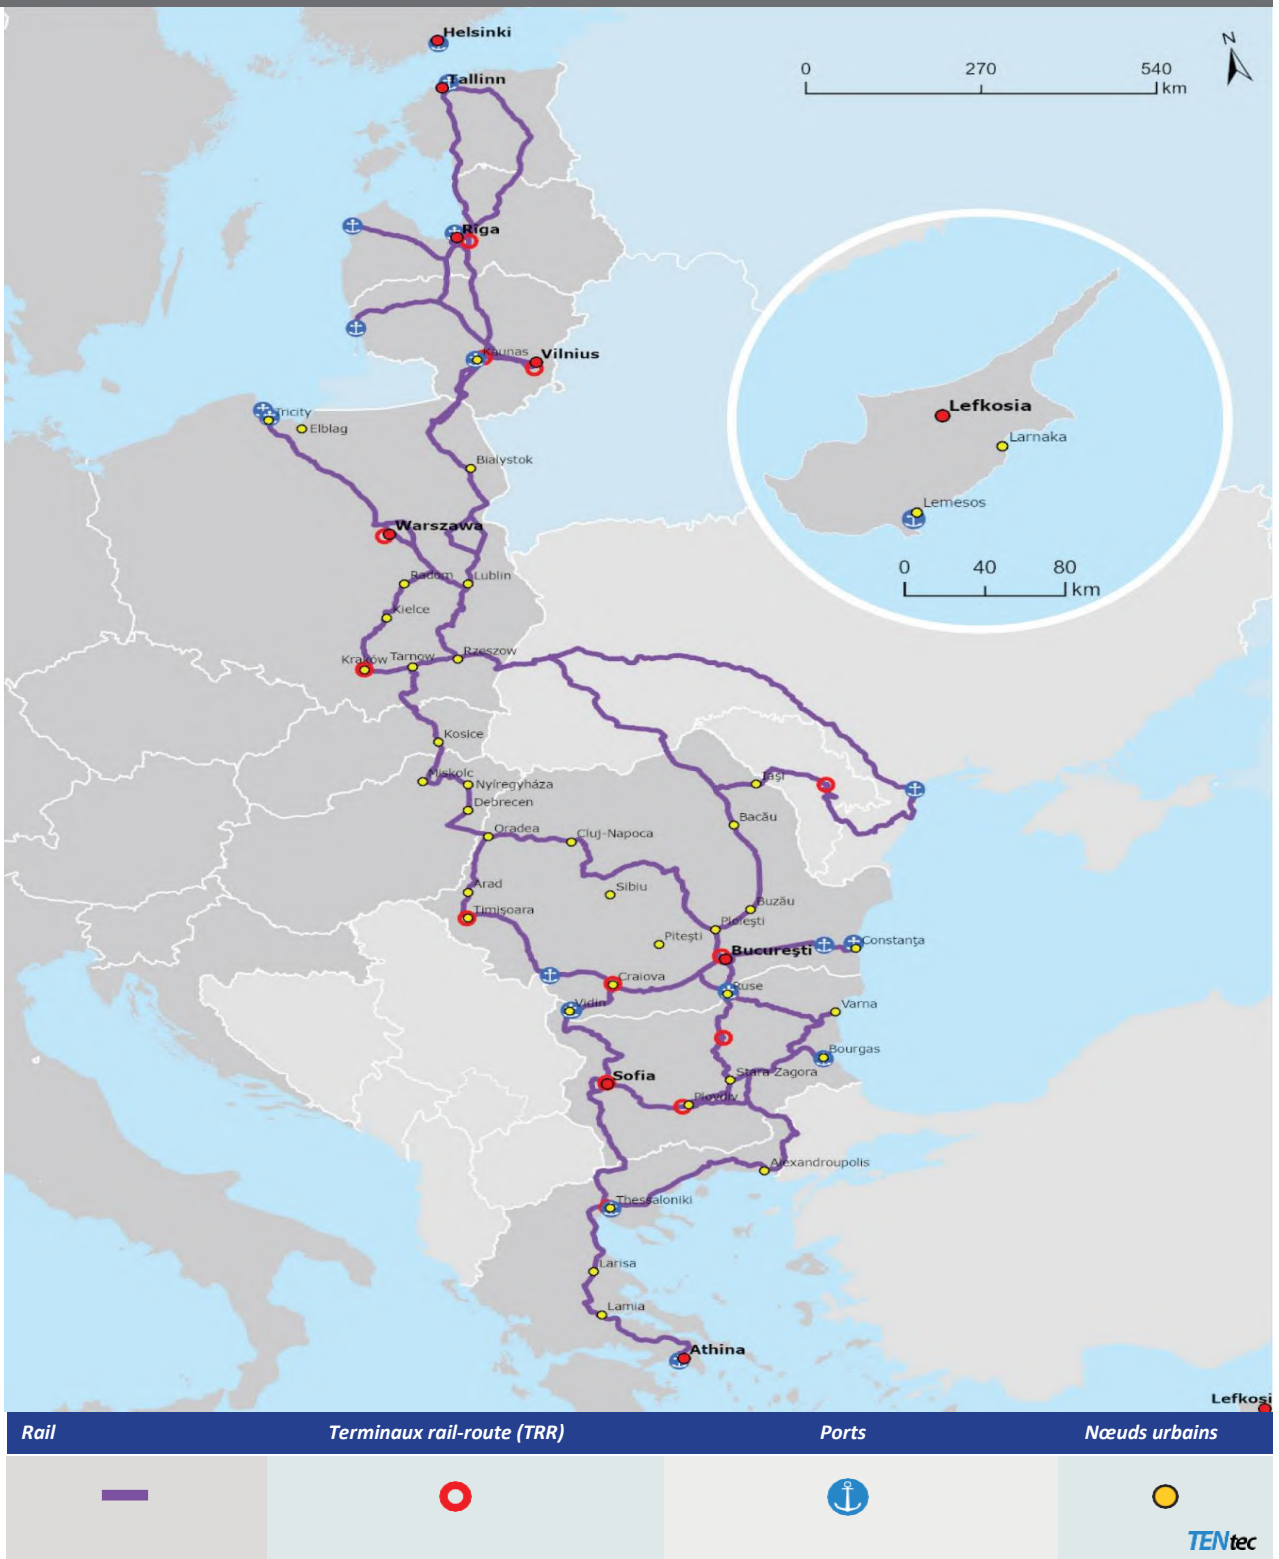 Helsinki
N
Tallinn
0 270 540
km
Riga
Kaunas
Vilnius
Tricity
Elblag
Lefkosia
Larnaka
Bialystok
Lemesos
Warszawa
0 40 80
km
Radom
Lublin
Kielce
Kraków
Tarnow
Rzeszow
Kosice
Miskolc
Nyíregyháza
Iaşi
Debrecen
Bacău
Oradea
Cluj-Napoca
Arad
Sibiu
Timişoara
Buzău
Ploieşti
Piteşti
Bucureşti
Constanţa
Craiova
Ruse
Vidin
Varna
Bourgas
Sofia
Stara Zagora
Plovdiv
Alexandroupolis
Thessaloniki
Larisa
Lamia
Athina
Lefkosi
Rail Terminaux rail-route (TRR) Ports Nœuds urbains
TENtec